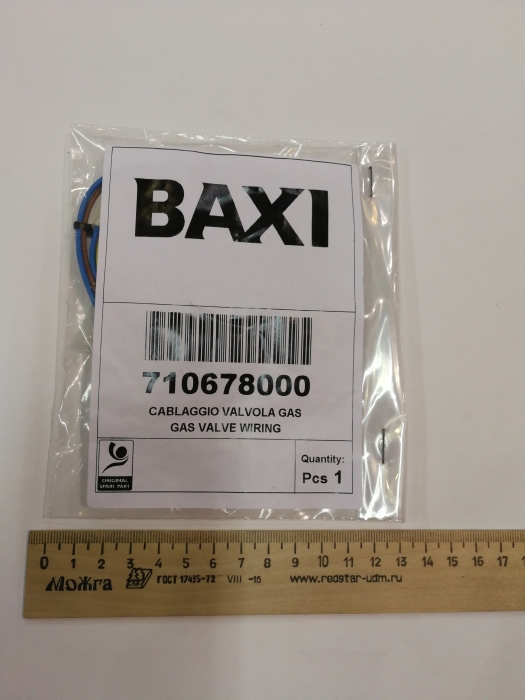 BAXI
710678000
CABLAGGIO VALVOLA GAS
GAS VALVE WIRING
ORIGINAL
SPARE PART
Quantity:
Pcs 1
0 1 2 3 4 5 6 7 8 9 10 11 12 13 14 15 16 17
Можга ГОСТ 17435-72 VIII -16 www.redstar-udm.ru